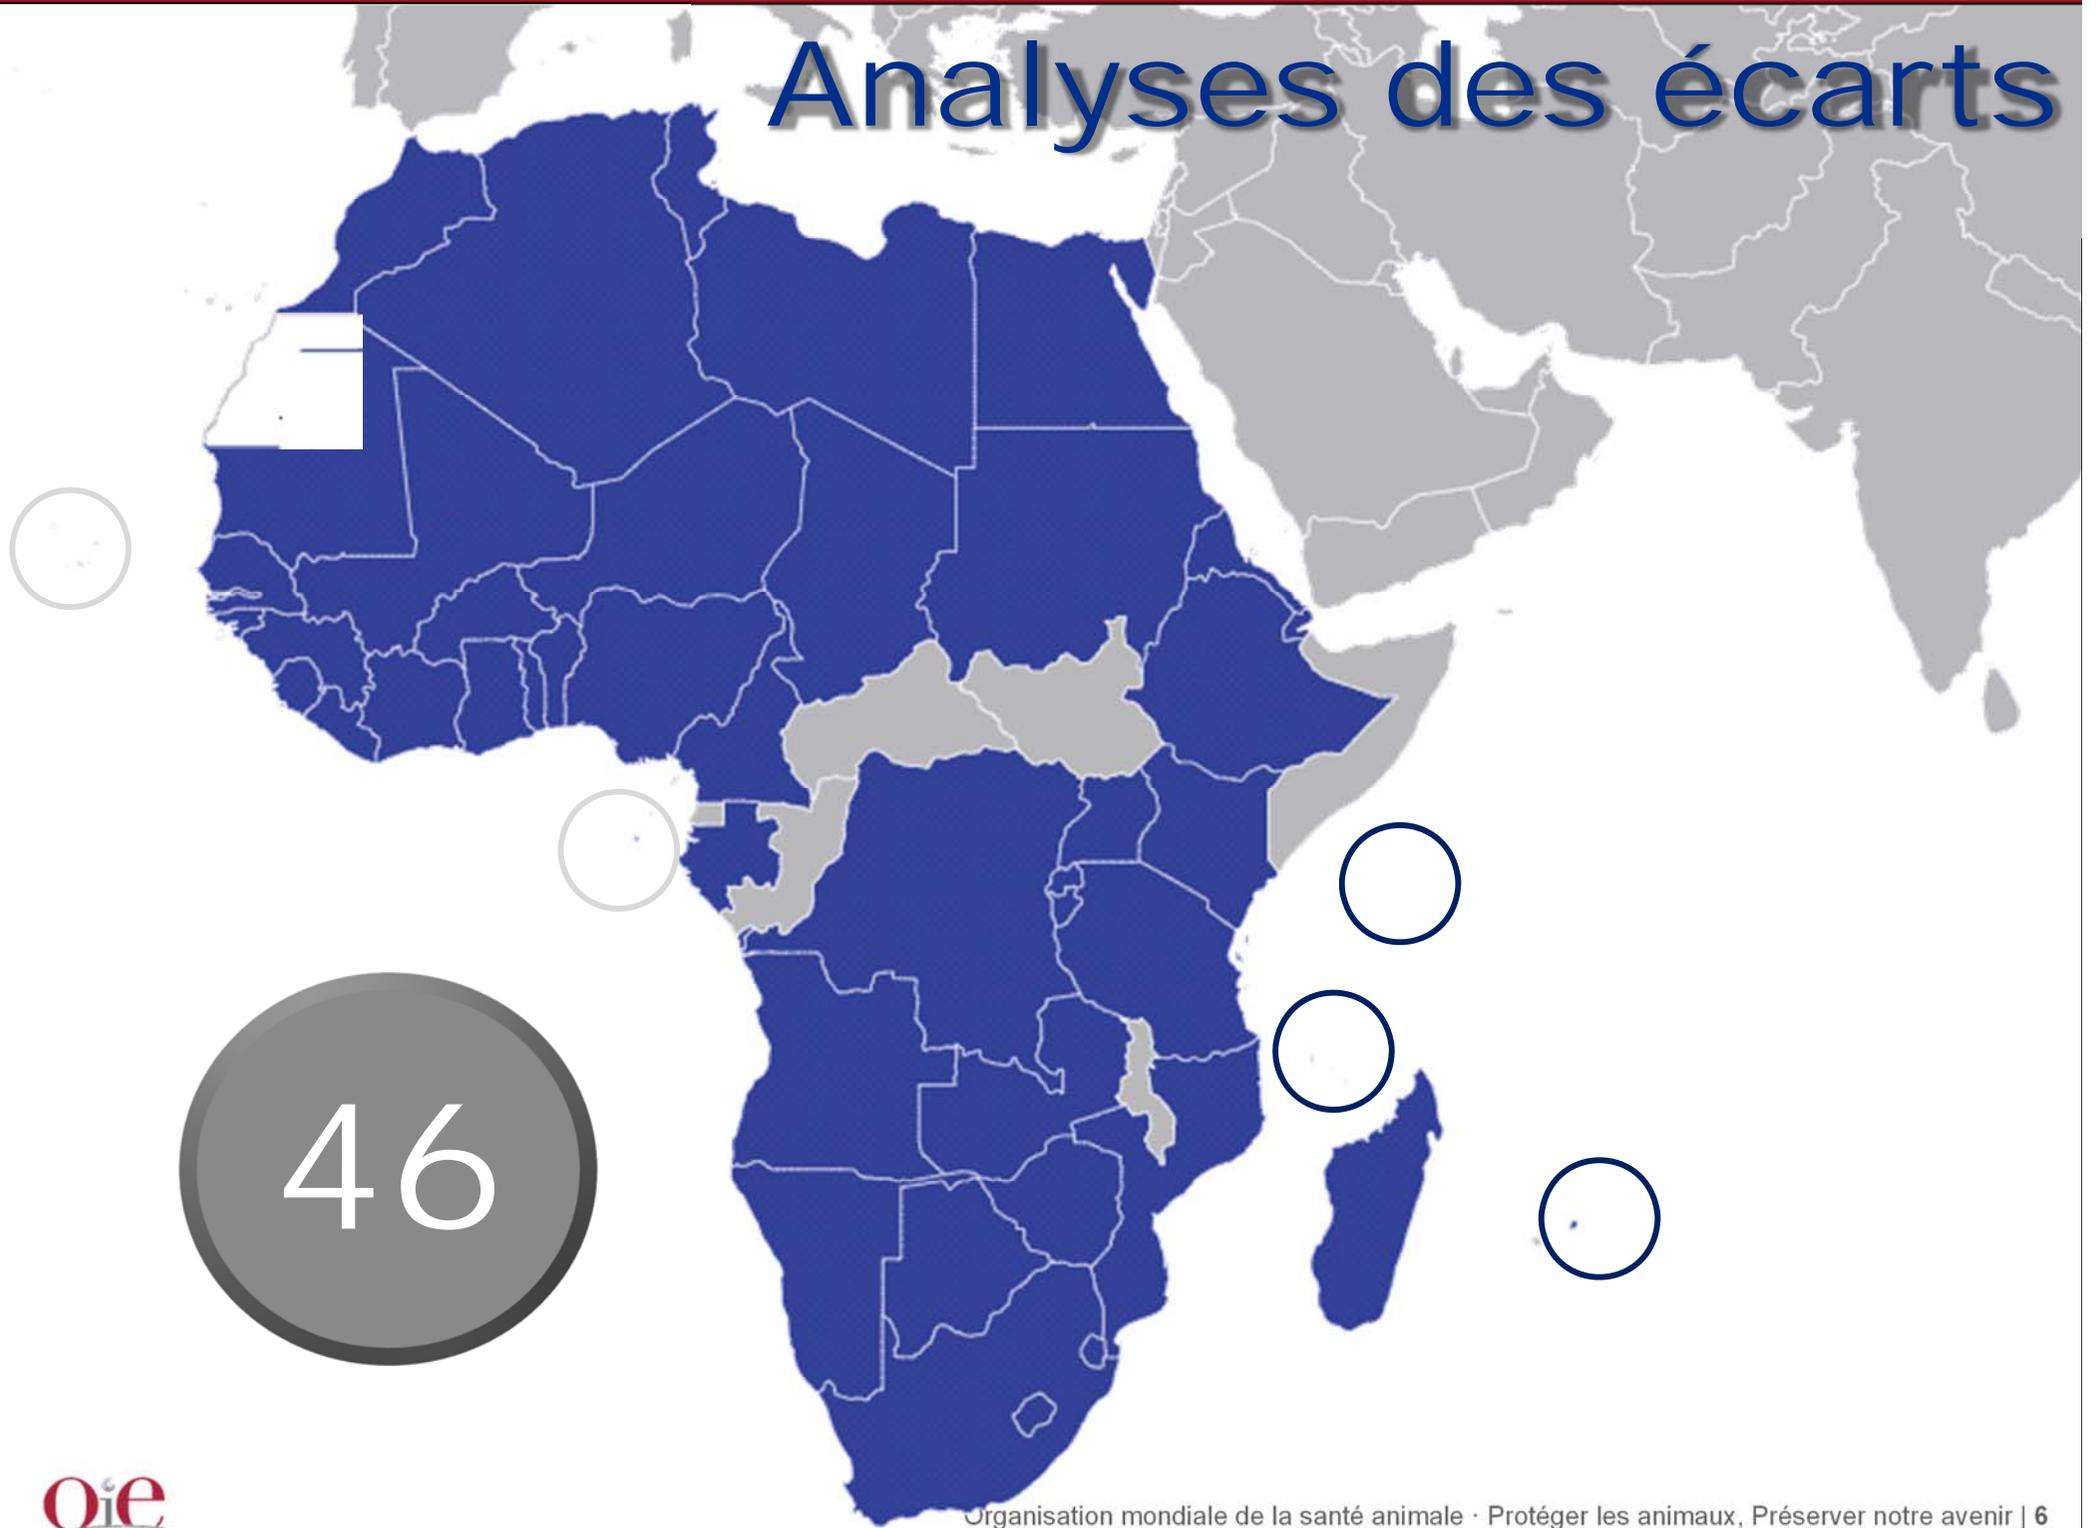 Analyses des écarts
46
oie
Organisation mondiale de la santé animale · Protéger les animaux, Préserver notre avenir | 6